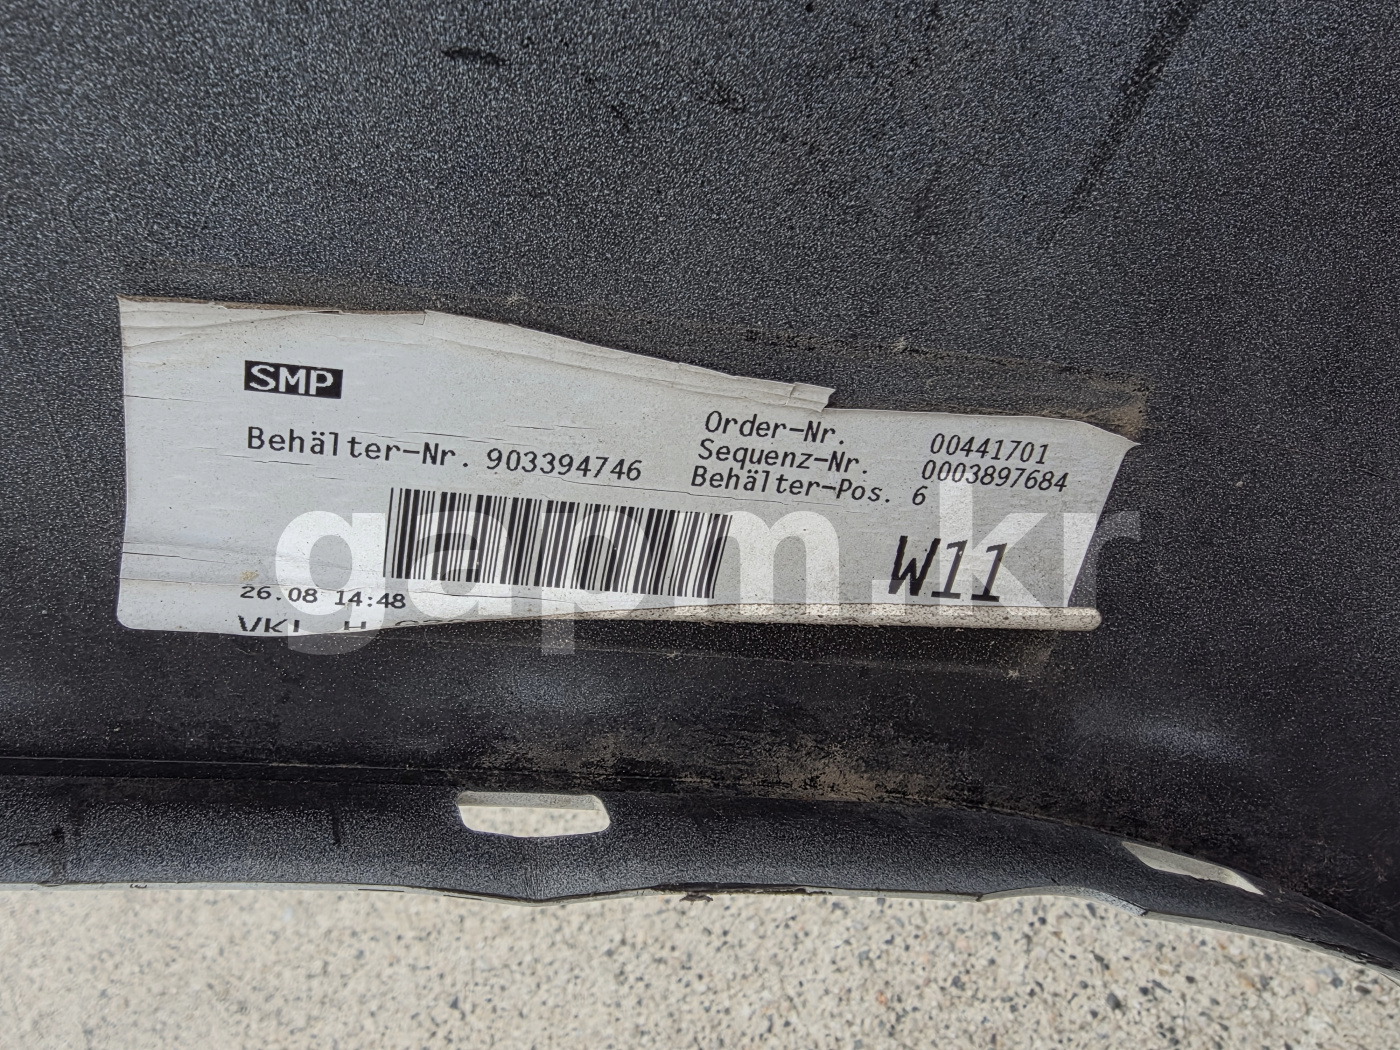 SMP
Behälter-Nr. 903394746
Order-Nr. 00441701
Sequenz-Nr. 0003897684
Behälter-Pos. 6
W11
gapm.kr
26.08 14:48